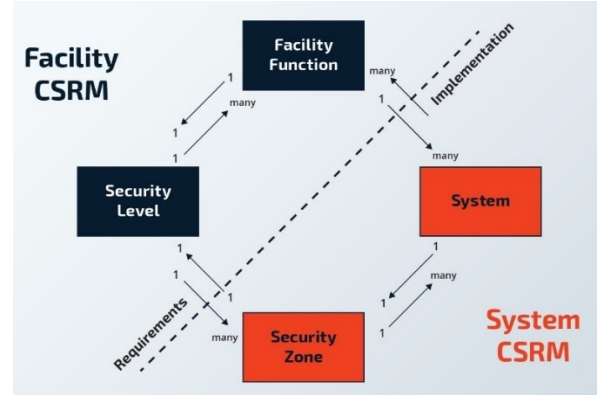 Facility
CSRM
Facility
Function
Implementation
1
many
many
1
1
1
many
Security
Level
System
1
1
1
1
many
many
1
1
Requirements
Security
Zone
System
CSRM